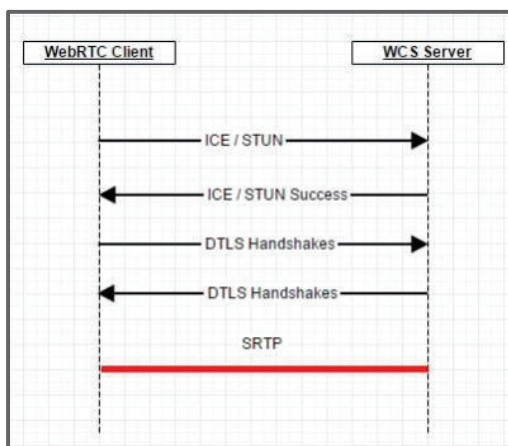 WebRTC Client
WCS Server
ICE / STUN
ICE / STUN Success
DTLS Handshakes
DTLS Handshakes
SRTP